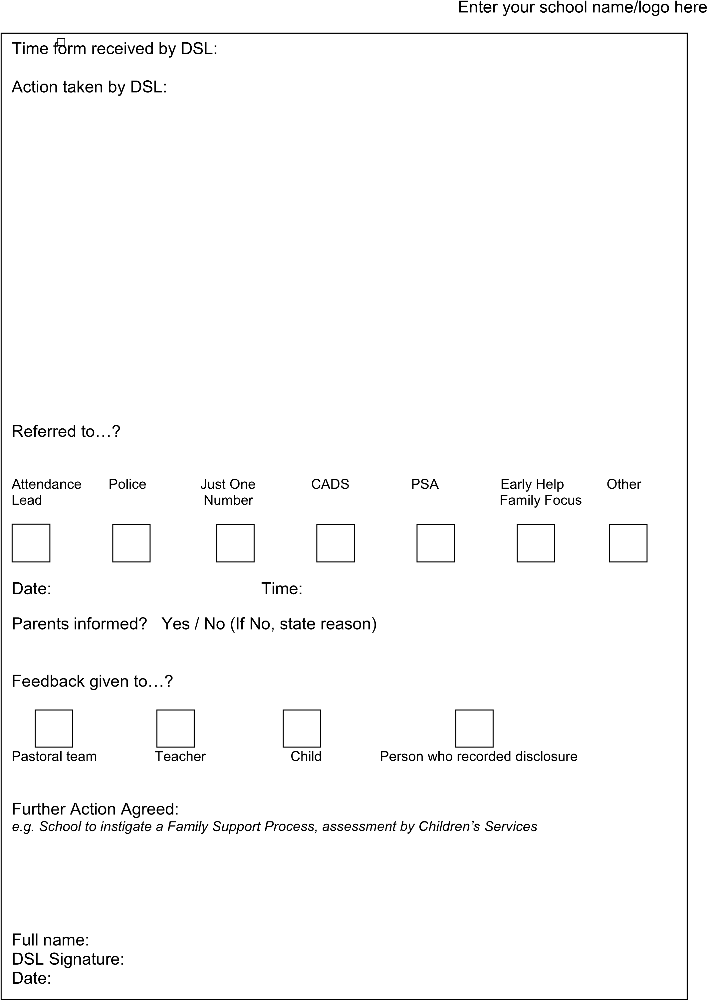 Enter your school name/logo here
Time form received by DSL:
Action taken by DSL:
Referred to…?
Attendance Lead
Police
Just One Number
CADS
PSA
Early Help Family Focus
Other
Date: Time:
Parents informed? Yes / No (If No, state reason)
Feedback given to…?
Pastoral team Teacher Child Person who recorded disclosure
Further Action Agreed:
e.g. School to instigate a Family Support Process, assessment by Children’s Services
Full name:
DSL Signature:
Date: